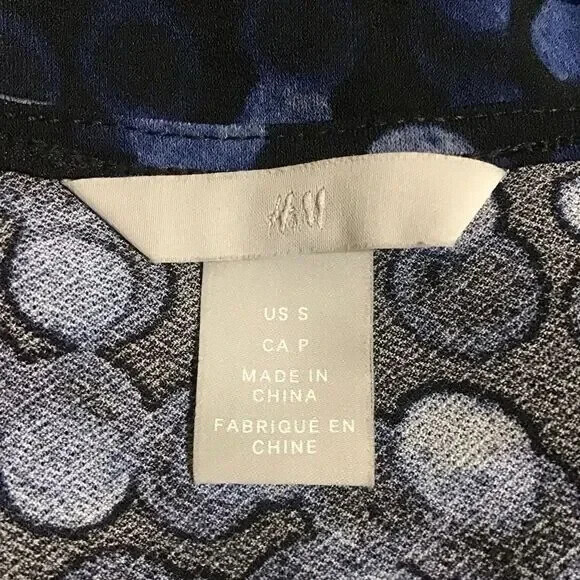 H&M
US S
CA P
MADE IN
CHINA
FABRIQUÉ EN
CHINE